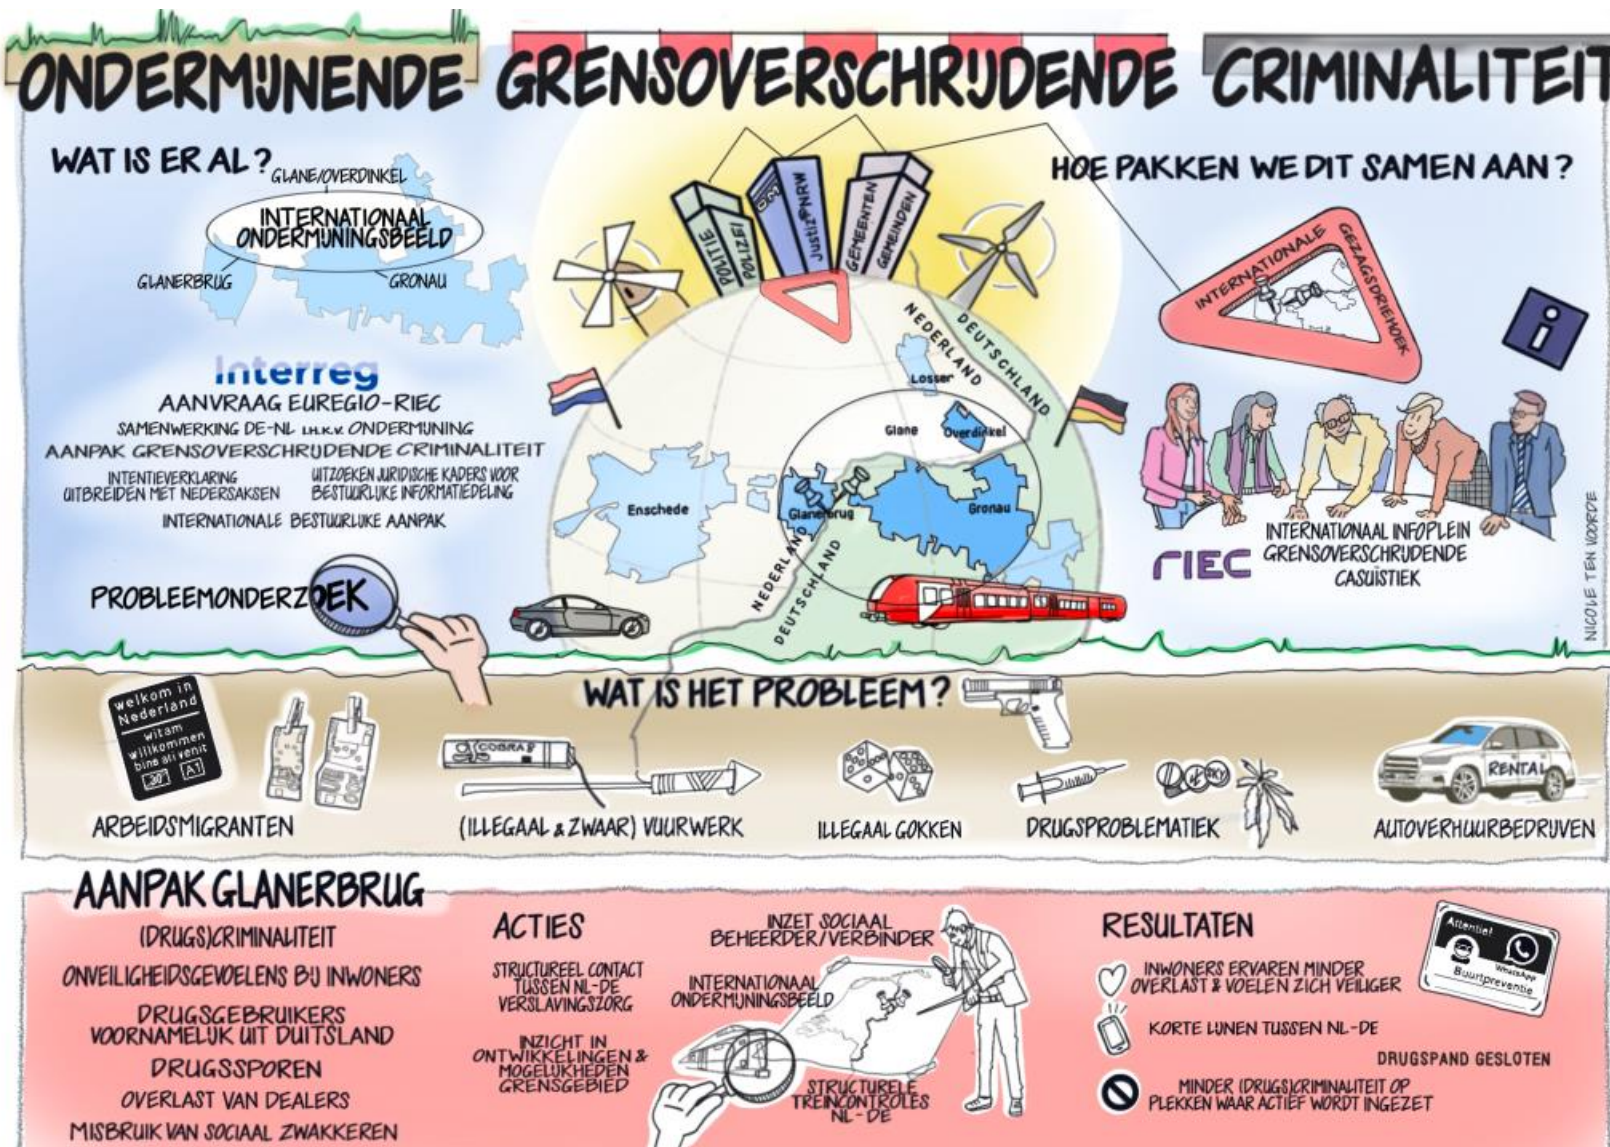 ONDERMIJNENDE GRENSOVERSCHRIJDENDE CRIMINALITEIT
WAT IS ER AL?
GLANE/OVERDINKEL
INTERNATIONAAL
ONDERMIJNINGSBEELD
GLANERBRUG
GRONAU
Interreg
AANVRAAG EUREGIO-RIEC
SAMENWERKING DE-NL I.H.K.V. ONDERMIJNING
AANPAK GRENSOVERSCHRIJDENDE CRIMINALITEIT
INTENTIEVERKLARING
UITBREIDEN MET NEDERSAKSEN
UITZOEKEN JURIDISCHE KADERS VOOR
BESTUURLIJKE INFORMATIEDELING
INTERNATIONALE BESTUURLIJKE AANPAK
PROBLEEMONDERZOEK
POLITIE
POLIZEI
OM
Justiz NRW
GEMEENTEN
GEMEINDEN
NEDERLAND
DEUTSCHLAND
Losser
Glane
Overdinkel
Enschede
Glanerbrug
Gronau
NEDERLAND
DEUTSCHLAND
HOE PAKKEN WE DIT SAMEN AAN?
INTERNATIONALE
GEZAGSDRIEHOEK
i
RIEC
INTERNATIONAAL INFOPLEIN
GRENSOVERSCHRIJDENDE
CASUÏSTIEK
NICOLE TEN VOORDE
WAT IS HET PROBLEEM?
welkom in
Nederland
witam
willkommen
bine ati venit
30
A1
ARBEIDSMIGRANTEN
COBRA 8
(ILLEGAAL & ZWAAR) VUURWERK
ILLEGAAL GOKKEN
SKY
DRUGSPROBLEMATIEK
RENTAL
AUTOVERHUURBEDRIJVEN
AANPAK GLANERBRUG
(DRUGS)CRIMINALITEIT
ONVEILIGHEIDSGEVOELENS BIJ INWONERS
DRUGSGEBRUIKERS
VOORNAMELIJK UIT DUITSLAND
DRUGSSPOREN
OVERLAST VAN DEALERS
MISBRUIK VAN SOCIAAL ZWAKKEREN
ACTIES
STRUCTUREEL CONTACT
TUSSEN NL-DE
VERSLAVINGSZORG
INZICHT IN
ONTWIKKELINGEN &
MOGELIJKHEDEN
GRENSGEBIED
INZET SOCIAAL
BEHEERDER/VERBINDER
INTERNATIONAAL
ONDERMIJNINGSBEELD
STRUCTURELE
TREINCONTROLES
NL-DE
RESULTATEN
INWONERS ERVAREN MINDER
OVERLAST & VOELEN ZICH VEILIGER
KORTE LIJNEN TUSSEN NL-DE
DRUGSPAND GESLOTEN
MINDER (DRUGS)CRIMINALITEIT OP
PLEKKEN WAAR ACTIEF WORDT INGEZET
Attentie!
WhatsApp
Buurtpreventie